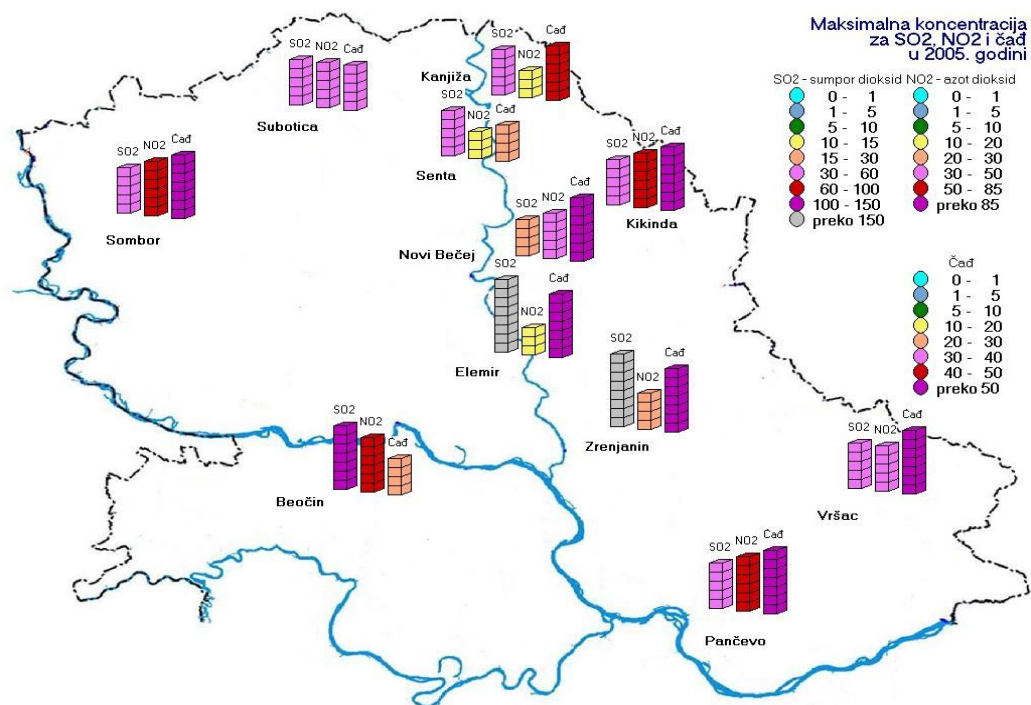 Maksimalna koncentracija
za SO2, NO2 i čađ
u 2005. godini
SO2 - sumpor dioksid NO2 - azot dioksid
0 - 1 0 - 1
1 - 5 1 - 5
5 - 10 5 - 10
10 - 15 10 - 20
15 - 30 20 - 30
30 - 60 30 - 50
60 - 100 50 - 85
100 - 150 preko 85
preko 150
Čađ
0 - 1
1 - 5
5 - 10
10 - 20
20 - 30
30 - 40
40 - 50
preko 50
SO2 NO2 Čađ
Subotica
SO2 NO2 Čađ
Kanjiža
SO2 NO2 Čađ
Senta
SO2 NO2 Čađ
Sombor
SO2 NO2 Čađ
Kikinda
SO2 NO2 Čađ
Novi Bečej
SO2 NO2 Čađ
Elemir
SO2 NO2 Čađ
Zrenjanin
SO2 NO2 Čađ
Beočin
SO2 NO2 Čađ
Vršac
SO2 NO2 Čađ
Pančevo